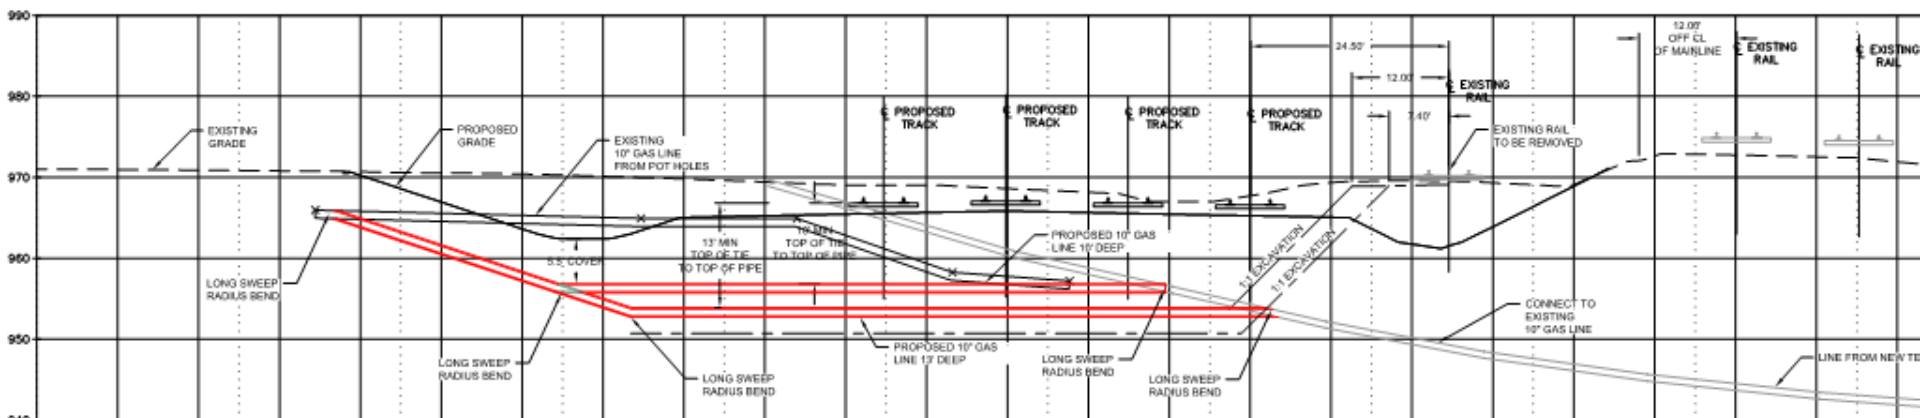 990
980
970
960
950
EXISTING
GRADE
PROPOSED
GRADE
EXISTING
10" GAS LINE
FROM POT HOLES
℄ PROPOSED
TRACK
℄ PROPOSED
TRACK
℄ PROPOSED
TRACK
℄ PROPOSED
TRACK
24.50'
12.00'
7.40'
℄ EXISTING
RAIL
EXISTING RAIL
TO BE REMOVED
12.00'
OFF CL
OF MAINLINE
℄ EXISTING
RAIL
℄ EXISTING
RAIL
LONG SWEEP
RADIUS BEND
5.5' COVER
13' MIN
TOP OF TIE
TO TOP OF PIPE
10' MIN
TOP OF TIE
TO TOP OF PIPE
PROPOSED 10" GAS
LINE 10' DEEP
1:1 EXCAVATION
1:1 EXCAVATION
CONNECT TO
EXISTING
10" GAS LINE
LONG SWEEP
RADIUS BEND
LONG SWEEP
RADIUS BEND
PROPOSED 10" GAS
LINE 13' DEEP
LONG SWEEP
RADIUS BEND
LONG SWEEP
RADIUS BEND
LINE FROM NEW TE